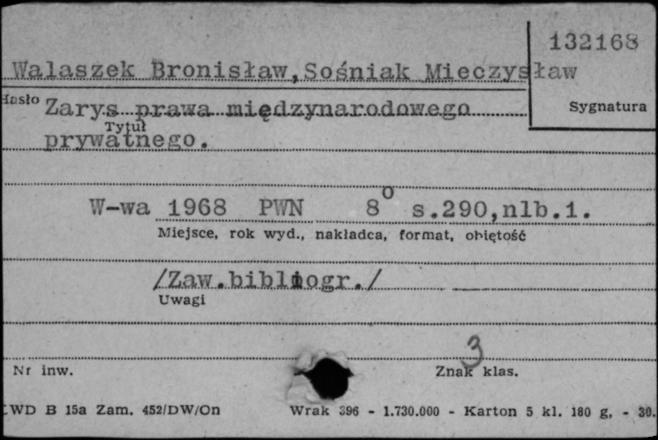 132168
Walaszek Bronisław,Sośniak Mieczysław
Hasło Zarys prawa międzynarodowego Sygnatura
Tytuł
prywatnego.
W-wa 1968 PWN 8° s.290,nlb.1.
Miejsce, rok wyd., nakładca, format, objętość
/Zaw.bibliogr./
Uwagi
3
Nr inw. Znak klas.
LWD B 15a Zam. 452/DW/On Wrak 396 - 1.730.000 - Karton 5 kl. 180 g. - 30.